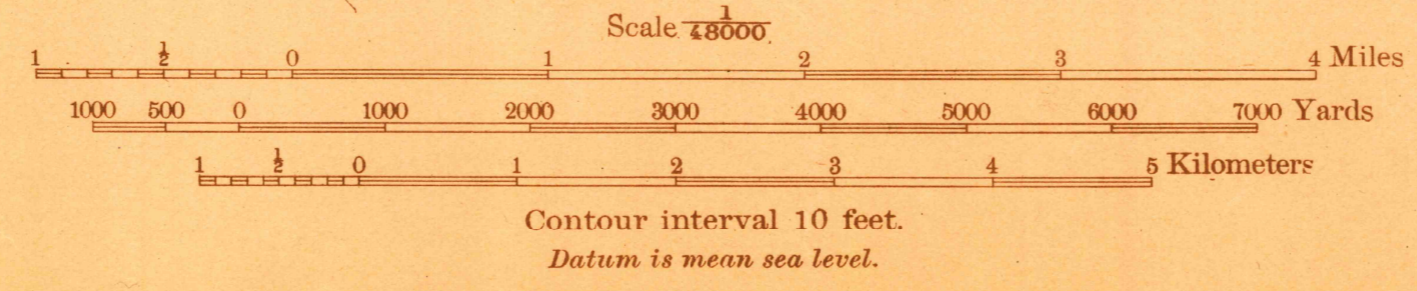 Scale 1/48000
1 ½ 0 1 2 3 4 Miles
1000 500 0 1000 2000 3000 4000 5000 6000 7000 Yards
1 ½ 0 1 2 3 4 5 Kilometers
Contour interval 10 feet.
Datum is mean sea level.